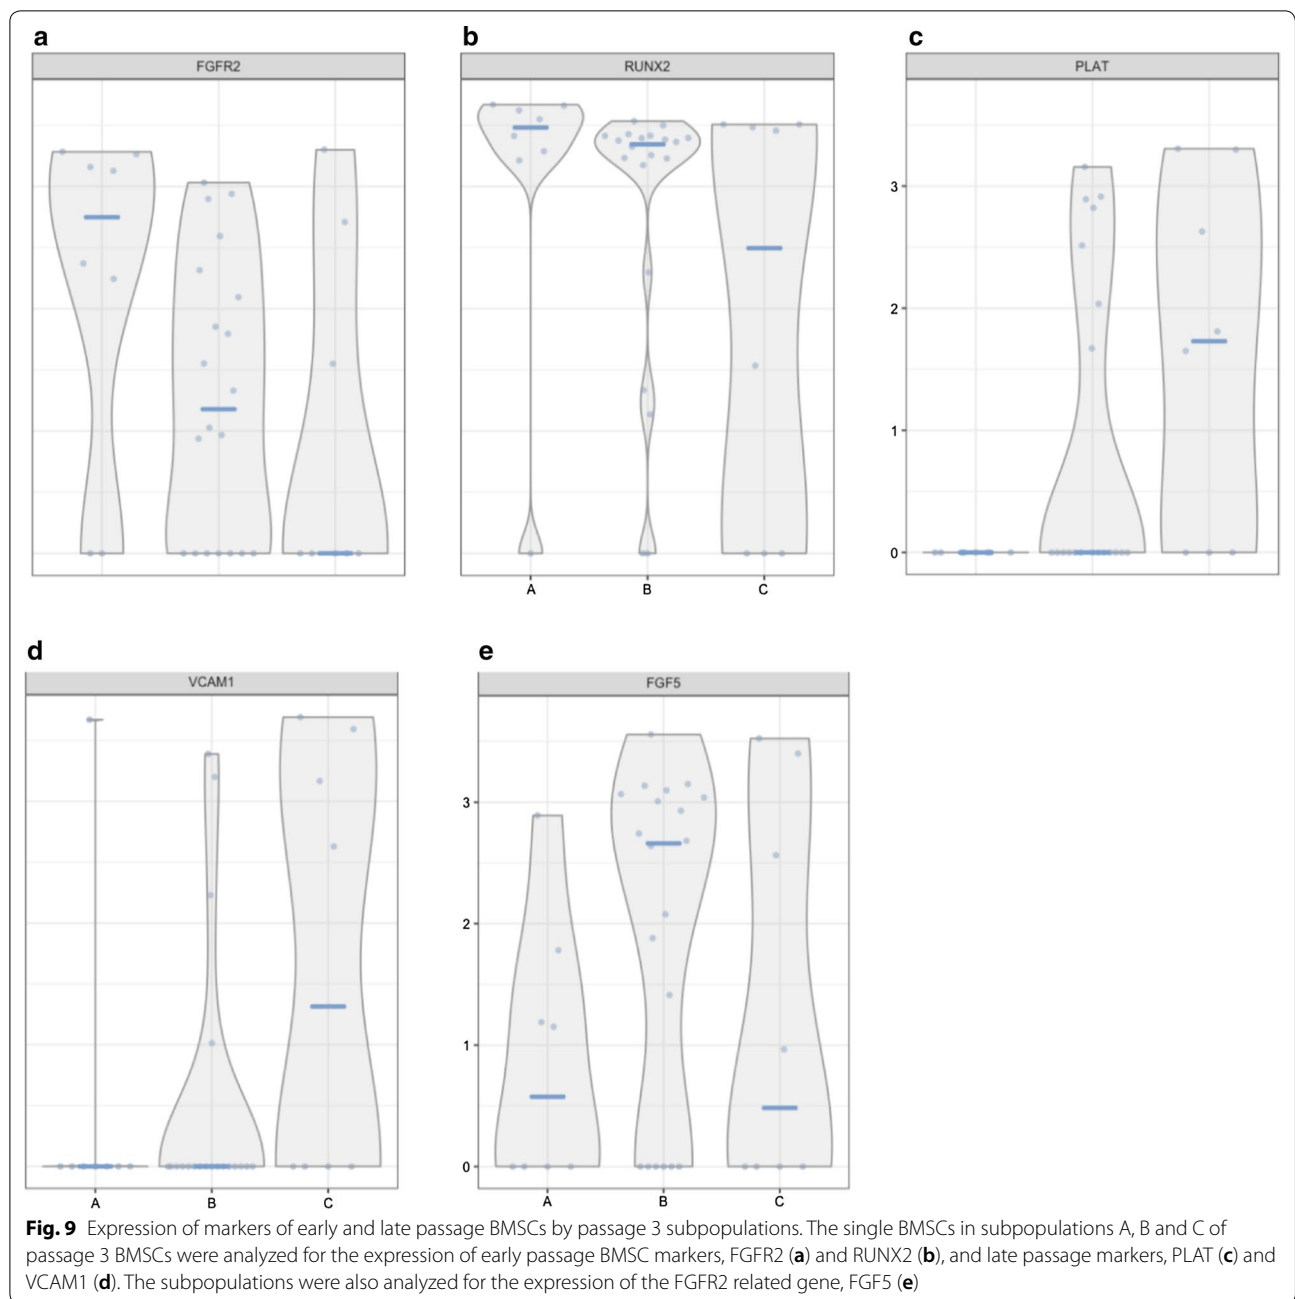 a
b
c
FGFR2
RUNX2
PLAT
3
2
1
0
A B C
d
e
VCAM1
FGF5
3
2
1
0
A B C
A B C
Fig. 9 Expression of markers of early and late passage BMSCs by passage 3 subpopulations. The single BMSCs in subpopulations A, B and C of
passage 3 BMSCs were analyzed for the expression of early passage BMSC markers, FGFR2 (a) and RUNX2 (b), and late passage markers, PLAT (c) and
VCAM1 (d). The subpopulations were also analyzed for the expression of the FGFR2 related gene, FGF5 (e)